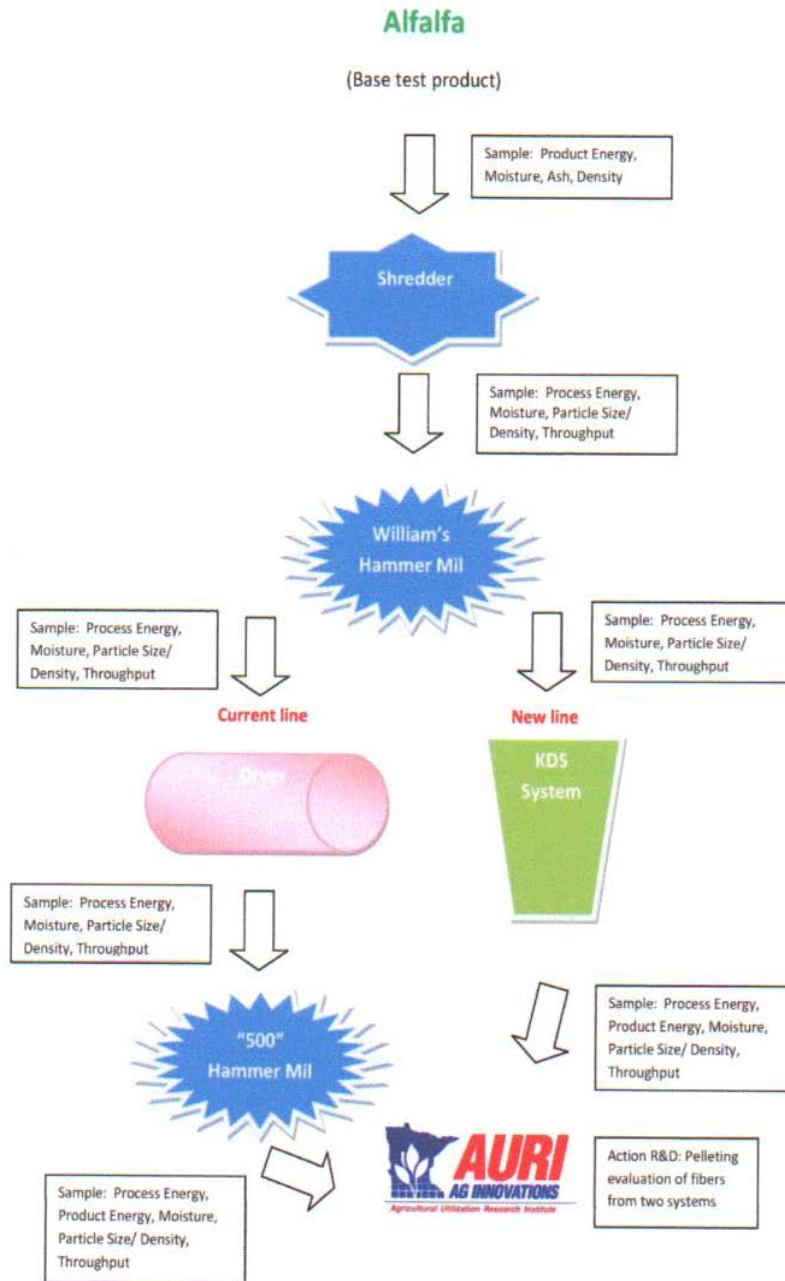 Alfalfa
(Base test product)
Sample: Product Energy,
Moisture, Ash, Density
Shredder
Sample: Process Energy,
Moisture, Particle Size/
Density, Throughput
William's
Hammer Mil
Sample: Process Energy,
Moisture, Particle Size/
Density, Throughput
Sample: Process Energy,
Moisture, Particle Size/
Density, Throughput
Current line
New line
Dryer
KDS
System
Sample: Process Energy,
Moisture, Particle Size/
Density, Throughput
"500"
Hammer Mil
Sample: Process Energy,
Product Energy, Moisture,
Particle Size/ Density,
Throughput
AURI
AG INNOVATIONS
Agricultural Utilization Research Institute
Action R&D: Pelleting
evaluation of fibers
from two systems
Sample: Process Energy,
Product Energy, Moisture,
Particle Size/ Density,
Throughput